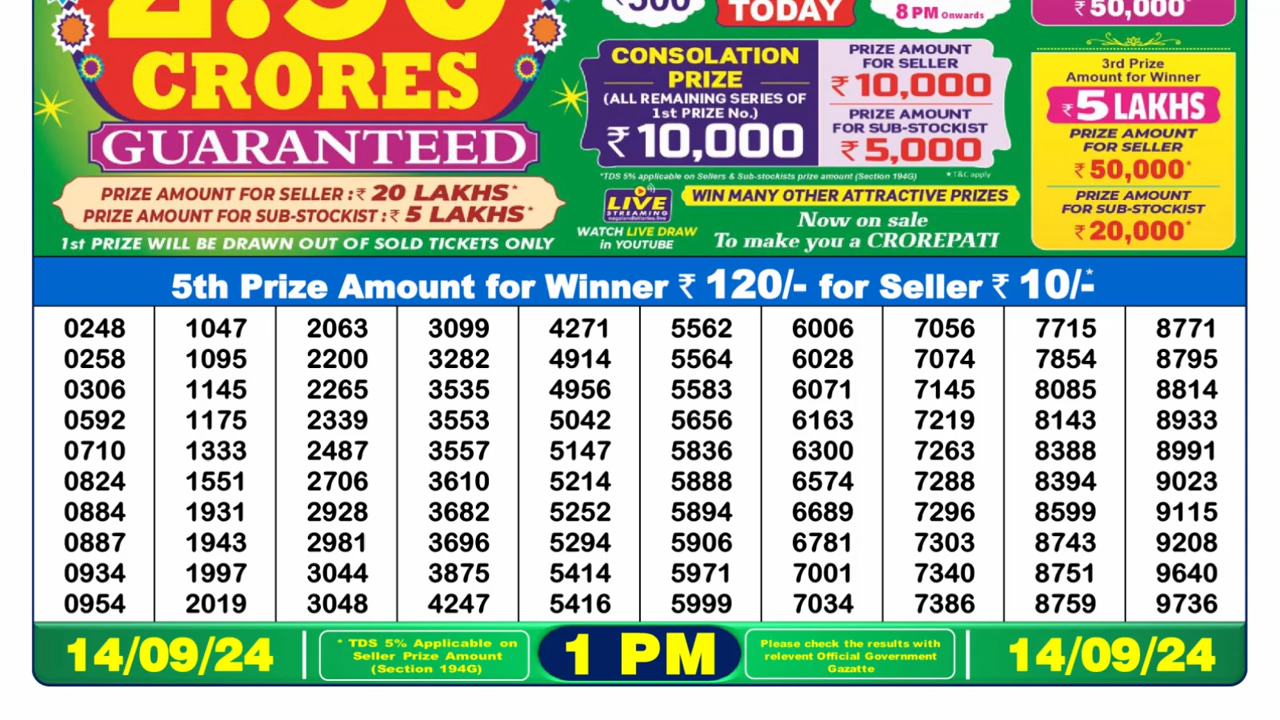 2.50
CRORES
GUARANTEED
PRIZE AMOUNT FOR SELLER :₹ 20 LAKHS*
PRIZE AMOUNT FOR SUB-STOCKIST :₹ 5 LAKHS*
1st PRIZE WILL BE DRAWN OUT OF SOLD TICKETS ONLY
₹500
TODAY
8 PM Onwards
₹ 50,000*
CONSOLATION
PRIZE
(ALL REMAINING SERIES OF
1st PRIZE No.)
₹ 10,000
PRIZE AMOUNT
FOR SELLER
₹ 10,000
PRIZE AMOUNT
FOR SUB-STOCKIST
₹ 5,000
*TDS 5% applicable on Sellers & Sub-stockists prize amount (Section 194G)
*T&C apply
LIVE
STREAMING
nagalandlotteries.live
WATCH LIVE DRAW
in YOUTUBE
WIN MANY OTHER ATTRACTIVE PRIZES
Now on sale
To make you a CROREPATI
3rd Prize
Amount for Winner
₹5 LAKHS
PRIZE AMOUNT
FOR SELLER
₹ 50,000*
PRIZE AMOUNT
FOR SUB-STOCKIST
₹ 20,000*
5th Prize Amount for Winner ₹ 120/- for Seller ₹ 10/-*
0248 1047 2063 3099 4271 5562 6006 7056 7715 8771
0258 1095 2200 3282 4914 5564 6028 7074 7854 8795
0306 1145 2265 3535 4956 5583 6071 7145 8085 8814
0592 1175 2339 3553 5042 5656 6163 7219 8143 8933
0710 1333 2487 3557 5147 5836 6300 7263 8388 8991
0824 1551 2706 3610 5214 5888 6574 7288 8394 9023
0884 1931 2928 3682 5252 5894 6689 7296 8599 9115
0887 1943 2981 3696 5294 5906 6781 7303 8743 9208
0934 1997 3044 3875 5414 5971 7001 7340 8751 9640
0954 2019 3048 4247 5416 5999 7034 7386 8759 9736
14/09/24
* TDS 5% Applicable on
Seller Prize Amount
(Section 194G)
1 PM
Please check the results with
relevent Official Government
Gazatte
14/09/24